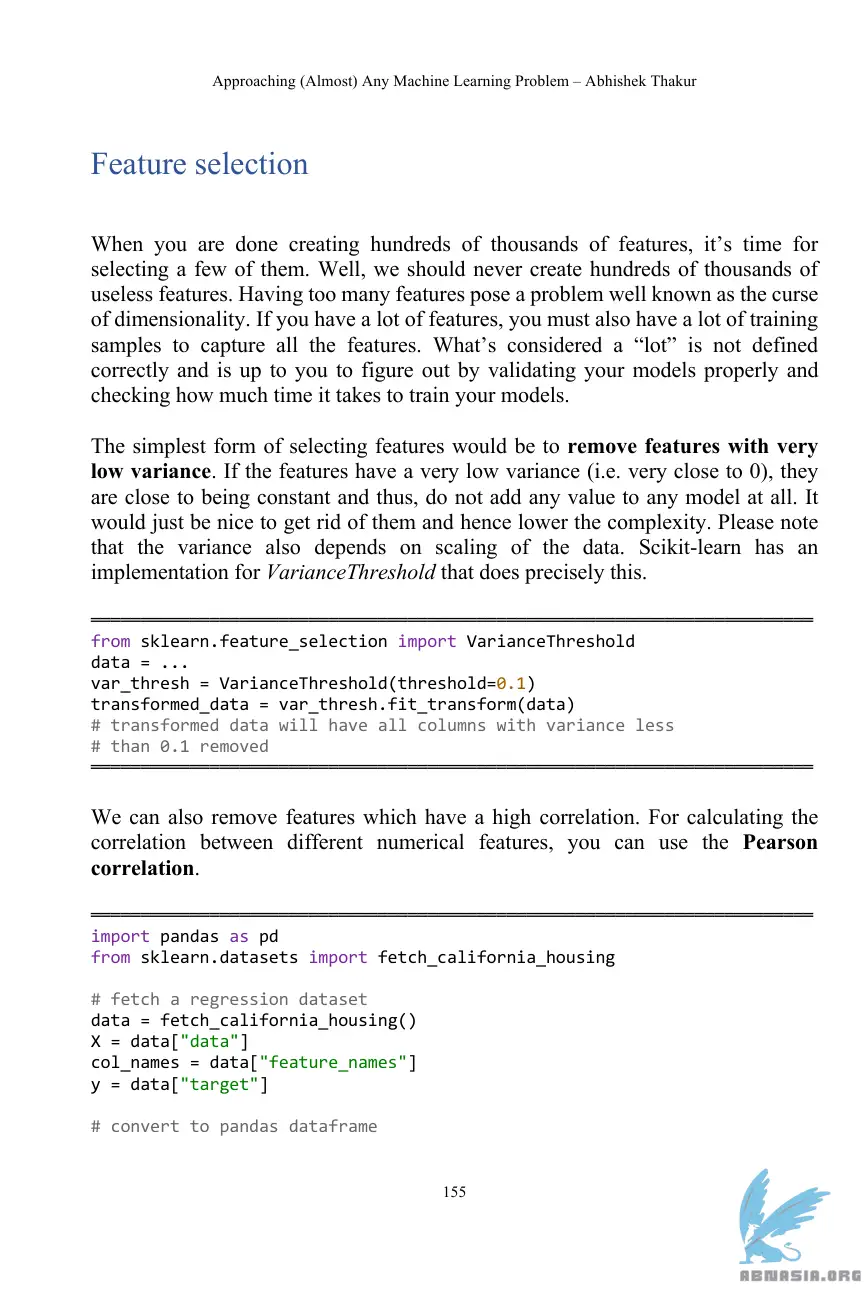 Approaching (Almost) Any Machine Learning Problem – Abhishek Thakur
Feature selection
When you are done creating hundreds of thousands of features, it’s time for
selecting a few of them. Well, we should never create hundreds of thousands of
useless features. Having too many features pose a problem well known as the curse
of dimensionality. If you have a lot of features, you must also have a lot of training
samples to capture all the features. What’s considered a “lot” is not defined
correctly and is up to you to figure out by validating your models properly and
checking how much time it takes to train your models.
The simplest form of selecting features would be to remove features with very
low variance. If the features have a very low variance (i.e. very close to 0), they
are close to being constant and thus, do not add any value to any model at all. It
would just be nice to get rid of them and hence lower the complexity. Please note
that the variance also depends on scaling of the data. Scikit-learn has an
implementation for VarianceThreshold that does precisely this.
from sklearn.feature_selection import VarianceThreshold
data = ...
var_thresh = VarianceThreshold(threshold=0.1)
transformed_data = var_thresh.fit_transform(data)
# transformed data will have all columns with variance less
# than 0.1 removed
We can also remove features which have a high correlation. For calculating the
correlation between different numerical features, you can use the Pearson
correlation.
import pandas as pd
from sklearn.datasets import fetch_california_housing
# fetch a regression dataset
data = fetch_california_housing()
X = data["data"]
col_names = data["feature_names"]
y = data["target"]
# convert to pandas dataframe
155
ABNASIA.ORG